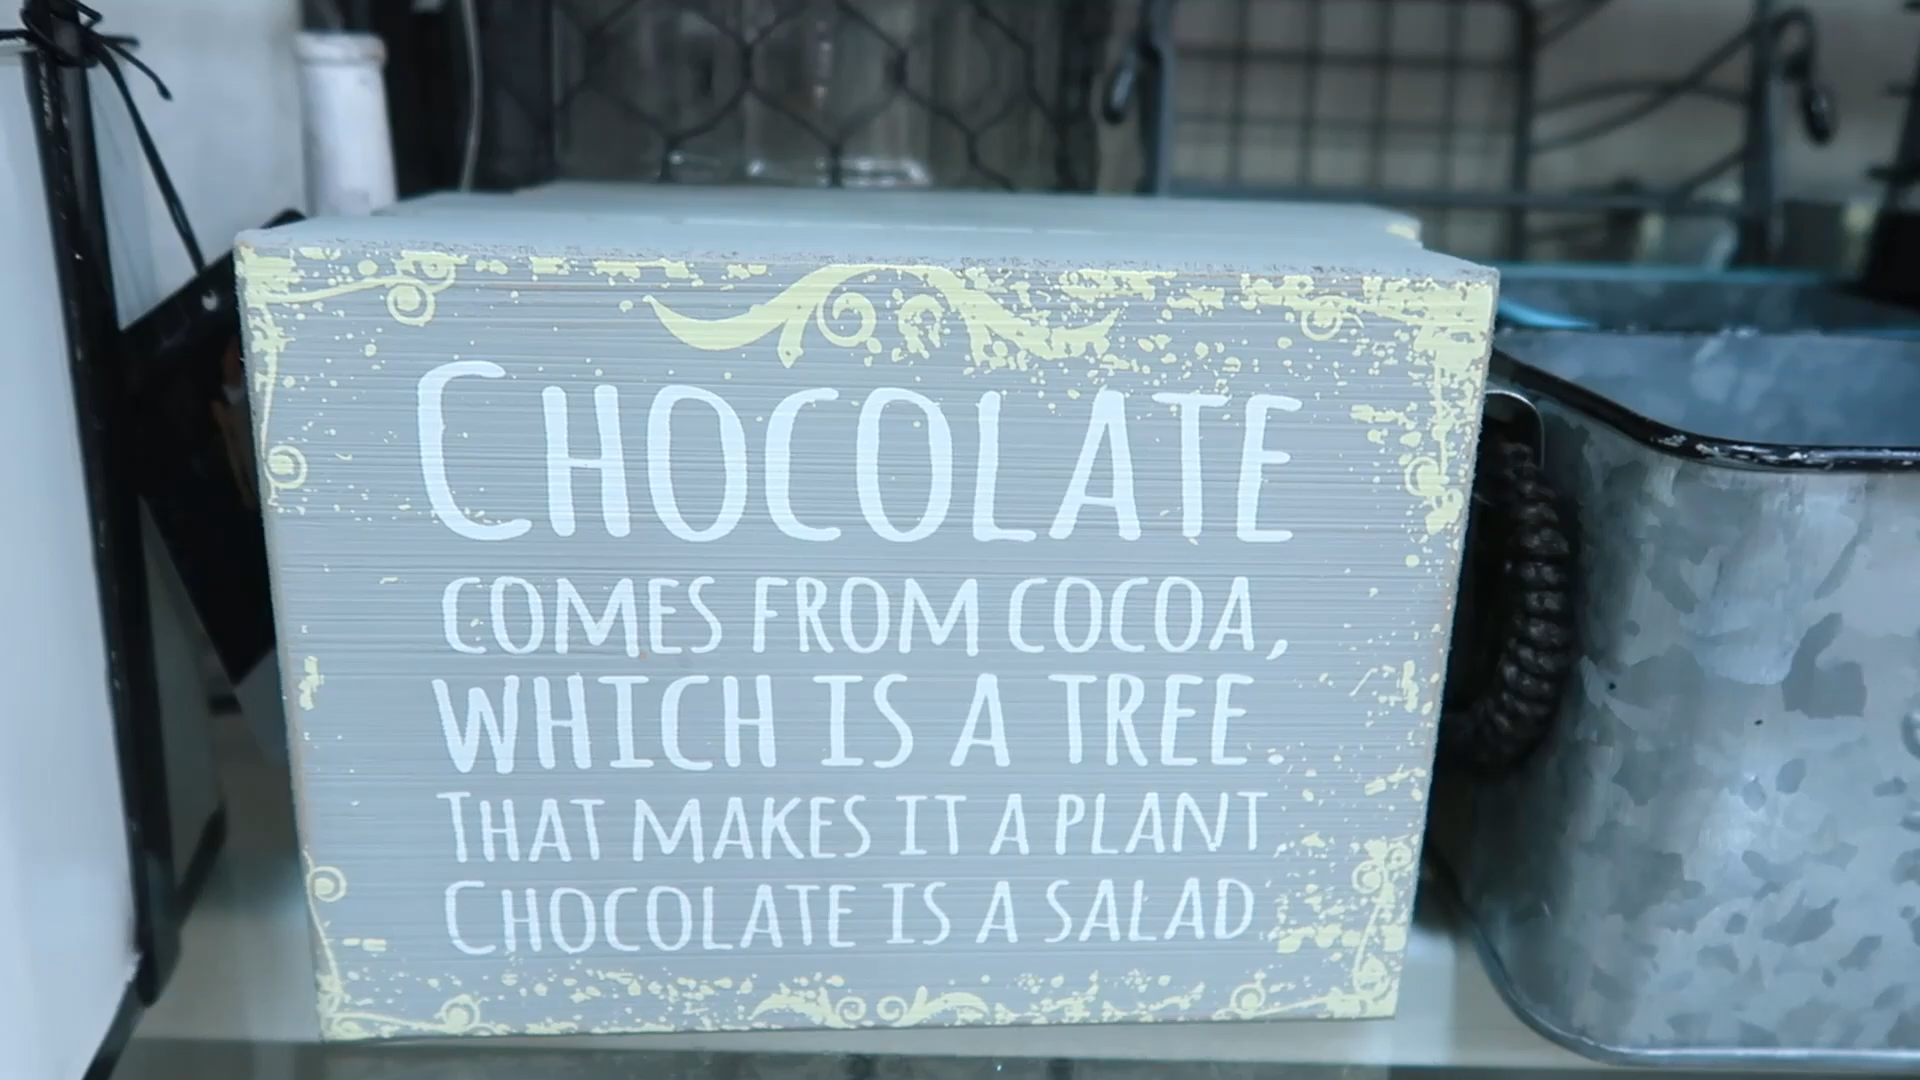 CHOCOLATE
COMES FROM COCOA,
WHICH IS A TREE.
THAT MAKES IT A PLANT
CHOCOLATE IS A SALAD